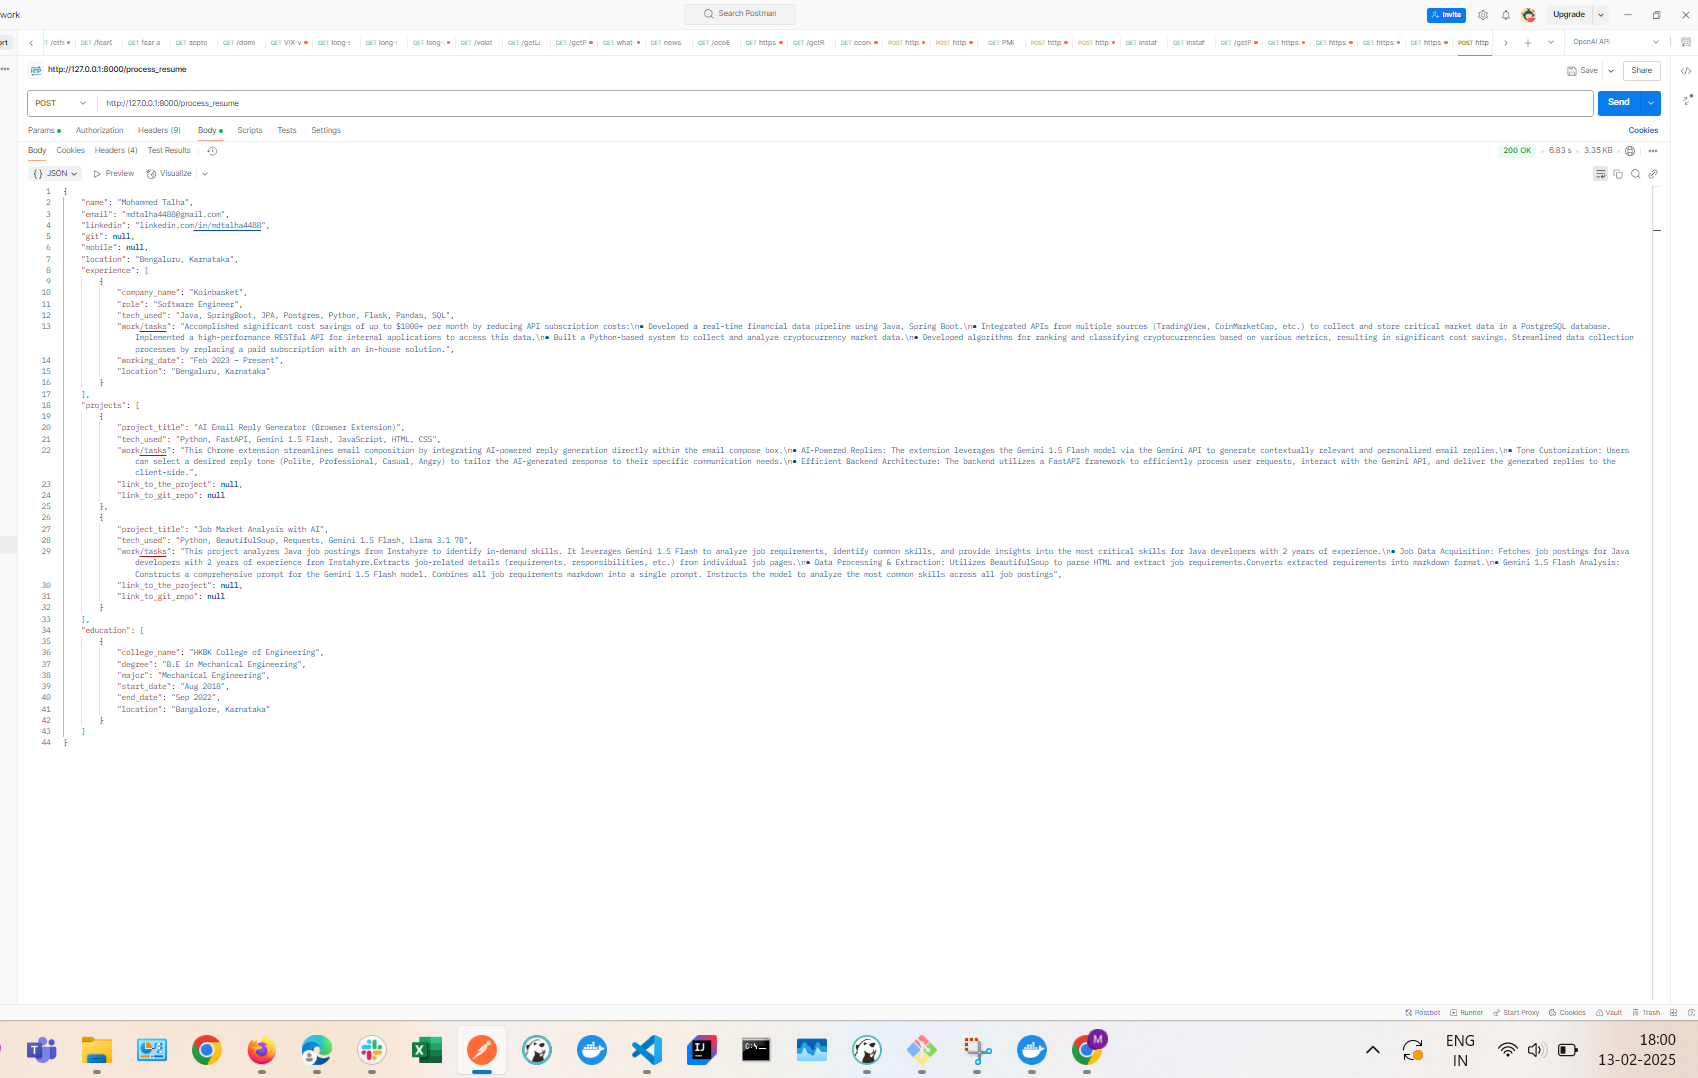 work
Search Postman
Invite
Upgrade
ort
GET fear a
GET zepto
GET /domi
GET VIX-v
GET long-
GET long-
GET long-
GET /volat
GET /getP
GET what-
GET news
GET /ecoE
GET https
GET /getR
GET econ
POST http.
POST http.
GET PMI
POST http.
POST http.
GET instaf
GET instaf
GET /getP
GET https.
GET https.
GET https.
GET https.
POST http.
OpenAI API
http://127.0.0.1:8000/process_resume
Save
Share
POST
http://127.0.0.1:8000/process_resume
Send
Params
Authorization
Headers (9)
Body
Scripts
Tests
Settings
Cookies
Body
Cookies
Headers (4)
Test Results
200 OK
6.83 s
3.35 KB
{} JSON
Preview
Visualize
1 {
2 "name": "Mohammed Talha",
3 "email": "mdtalha4488@gmail.com",
4 "linkedin": "linkedin.com/in/mdtalha4488",
5 "git": null,
6 "mobile": null,
7 "location": "Bengaluru, Karnataka",
8 "experience": [
9 {
10 "company_name": "Koinbasket",
11 "role": "Software Engineer",
12 "tech_used": "Java, SpringBoot, JPA, Postgres, Python, Flask, Pandas, SQL",
13 "work/tasks": "Accomplished significant cost savings of up to $1000+ per month by reducing API subscription costs:\n● Developed a real-time financial data pipeline using Java, Spring Boot.\n● Integrated APIs from multiple sources (TradingView, CoinMarketCap, etc.) to collect and store critical market data in a PostgreSQL database.
Implemented a high-performance RESTful API for internal applications to access this data.\n● Built a Python-based system to collect and analyze cryptocurrency market data.\n● Developed algorithms for ranking and classifying cryptocurrencies based on various metrics, resulting in significant cost savings. Streamlined data collection
processes by replacing a paid subscription with an in-house solution.",
14 "working_date": "Feb 2023 – Present",
15 "location": "Bengaluru, Karnataka"
16 }
17 ],
18 "projects": [
19 {
20 "project_title": "AI Email Reply Generator (Browser Extension)",
21 "tech_used": "Python, FastAPI, Gemini 1.5 Flash, JavaScript, HTML, CSS",
22 "work/tasks": "This Chrome extension streamlines email composition by integrating AI-powered reply generation directly within the email compose box.\n● AI-Powered Replies: The extension leverages the Gemini 1.5 Flash model via the Gemini API to generate contextually relevant and personalized email replies.\n● Tone Customization: Users
can select a desired reply tone (Polite, Professional, Casual, Angry) to tailor the AI-generated response to their specific communication needs.\n● Efficient Backend Architecture: The backend utilizes a FastAPI framework to efficiently process user requests, interact with the Gemini API, and deliver the generated replies to the
client-side.",
23 "link_to_the_project": null,
24 "link_to_git_repo": null
25 },
26 {
27 "project_title": "Job Market Analysis with AI",
28 "tech_used": "Python, BeautifulSoup, Requests, Gemini 1.5 Flash, Llama 3.1 7B",
29 "work/tasks": "This project analyzes Java job postings from Instahyre to identify in-demand skills. It leverages Gemini 1.5 Flash to analyze job requirements, identify common skills, and provide insights into the most critical skills for Java developers with 2 years of experience.\n● Job Data Acquisition: Fetches job postings for Java
developers with 2 years of experience from Instahyre.Extracts job-related details (requirements, responsibilities, etc.) from individual job pages.\n● Data Processing & Extraction: Utilizes BeautifulSoup to parse HTML and extract job requirements.Converts extracted requirements into markdown format.\n● Gemini 1.5 Flash Analysis:
Constructs a comprehensive prompt for the Gemini 1.5 Flash model. Combines all job requirements markdown into a single prompt. Instructs the model to analyze the most common skills across all job postings",
30 "link_to_the_project": null,
31 "link_to_git_repo": null
32 }
33 ],
34 "education": [
35 {
36 "college_name": "HKBK College of Engineering",
37 "degree": "B.E in Mechanical Engineering",
38 "major": "Mechanical Engineering",
39 "start_date": "Aug 2018",
40 "end_date": "Sep 2022",
41 "location": "Bangalore, Karnataka"
42 }
43 ]
44 }
Postbot
Runner
Start Proxy
Cookies
Vault
Trash
ENG
IN
18:00
13-02-2025